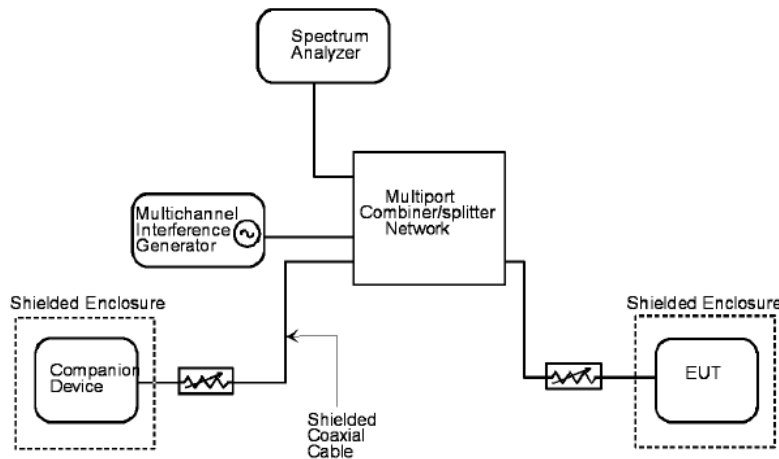 Spectrum
Analyzer
Multiport
Combiner/splitter
Network
Multichannel
Interference
Generator
Shielded Enclosure
Companion
Device
Shielded
Coaxial
Cable
Shielded Enclosure
EUT